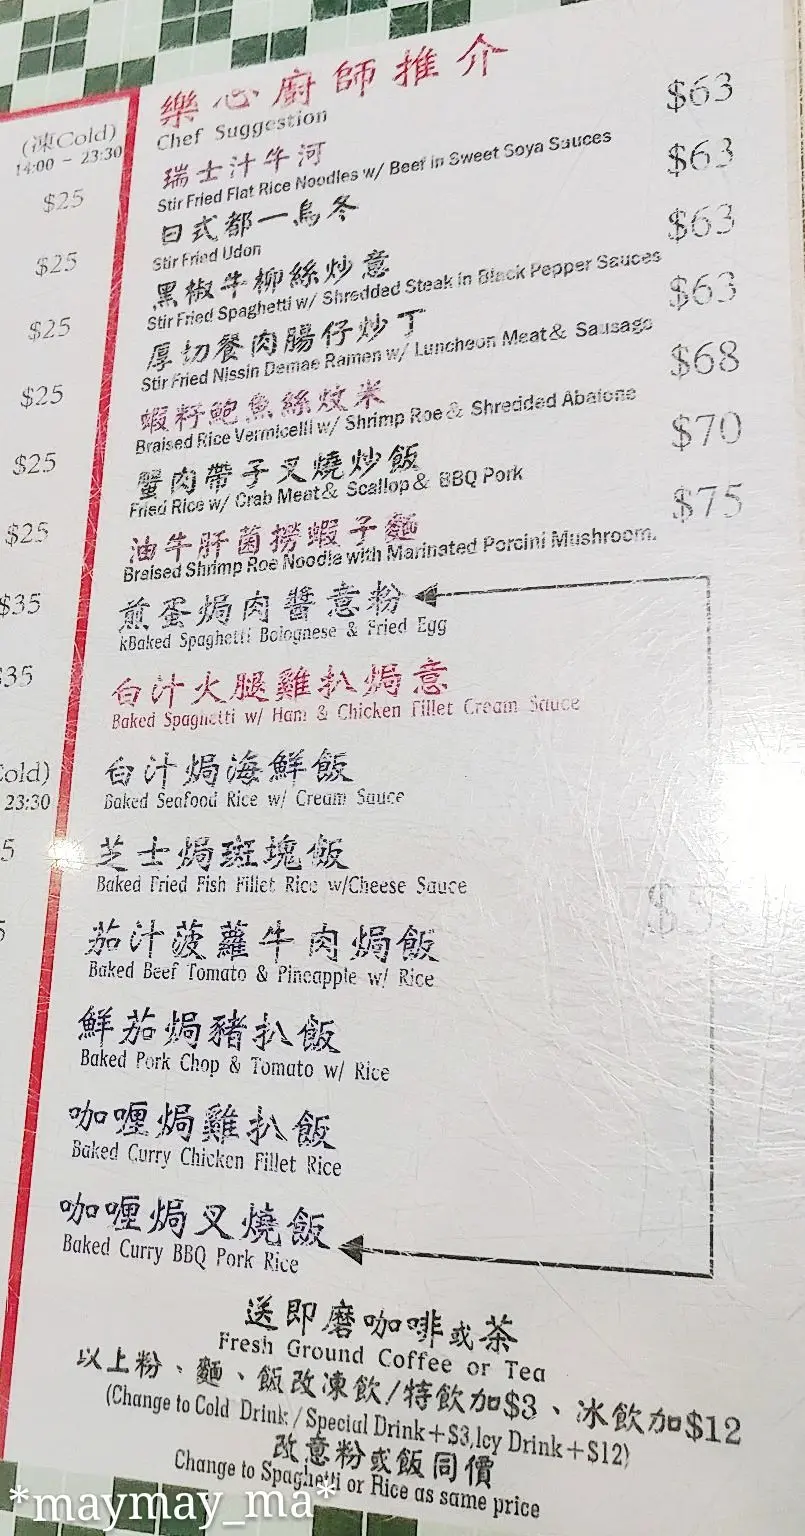 (凍Cold)
14:00 - 23:30
$25
$25
$25
$25
$25
$25
$35
35
Cold)
23:30
5
樂心廚師推介
Chef Suggestion
瑞士汁牛河 $63
Stir Fried Flat Rice Noodles w/ Beef in Sweet Soya Sauces
日式都一烏冬 $63
Stir Fried Udon
黑椒牛柳絲炒意 $63
Stir Fried Spaghetti w/ Shredded Steak in Black Pepper Sauces
厚切餐肉腸仔炒丁 $63
Stir Fried Nissin Demae Ramen w/ Luncheon Meat & Sausage
蝦籽鮑魚絲炆米 $68
Braised Rice Vermicelli w/ Shrimp Roe & Shredded Abalone
蟹肉帶子叉燒炒飯 $70
Fried Rice w/ Crab Meat & Scallop & BBQ Pork
油牛肝菌撈蝦子麵 $75
Braised Shrimp Roe Noodle with Marinated Porcini Mushroom.
煎蛋焗肉醬意粉
kBaked Spaghetti Bolognese & Fried Egg
白汁火腿雞扒焗意
Baked Spaghetti w/ Ham & Chicken Fillet Cream Sauce
白汁焗海鮮飯
Baked Seafood Rice w/ Cream Sauce
芝士焗斑塊飯
Baked Fried Fish Fillet Rice w/Cheese Sauce
茄汁菠蘿牛肉焗飯
Baked Beef Tomato & Pineapple w/ Rice
鮮茄焗豬扒飯
Baked Pork Chop & Tomato w/ Rice
咖喱焗雞扒飯
Baked Curry Chicken Fillet Rice
咖喱焗叉燒飯
Baked Curry BBQ Pork Rice
送即磨咖啡或茶
Fresh Ground Coffee or Tea
以上粉、麵、飯改凍飲/特飲加$3、冰飲加$12
(Change to Cold Drink / Special Drink+$3,Icy Drink+$12)
改意粉或飯同價
Change to Spaghetti or Rice as same price
*maymay_ma*